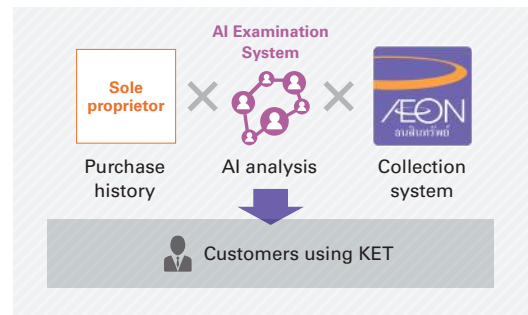 AI Examination
System
Sole
proprietor
ÆON
ธนสินทรัพย์
Purchase
history
AI analysis
Collection
system
Customers using KET